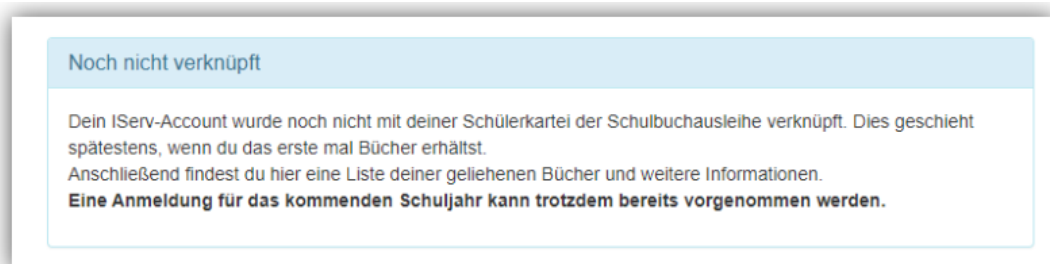 Noch nicht verknüpft
Dein IServ-Account wurde noch nicht mit deiner Schülerkartei der Schulbuchausleihe verknüpft. Dies geschieht
spätestens, wenn du das erste mal Bücher erhältst.
Anschließend findest du hier eine Liste deiner geliehenen Bücher und weitere Informationen.
Eine Anmeldung für das kommenden Schuljahr kann trotzdem bereits vorgenommen werden.